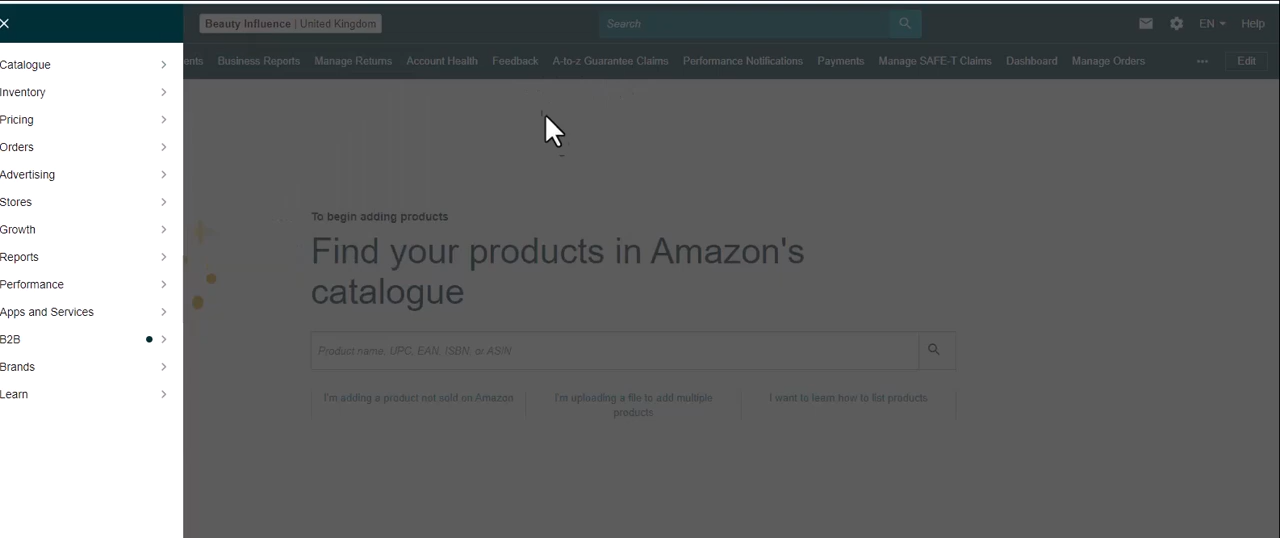 Beauty Influence | United Kingdom
Search
EN
Help
Business Reports
Manage Returns
Account Health
Feedback
A-to-z Guarantee Claims
Performance Notifications
Payments
Manage SAFE-T Claims
Dashboard
Manage Orders
Edit
Catalogue
Inventory
Pricing
Orders
Advertising
Stores
Growth
Reports
Performance
Apps and Services
B2B
Brands
Learn
To begin adding products
Find your products in Amazon's
catalogue
Product name, UPC, EAN, ISBN, or ASIN
I'm adding a product not sold on Amazon
I'm uploading a file to add multiple
products
I want to learn how to list products